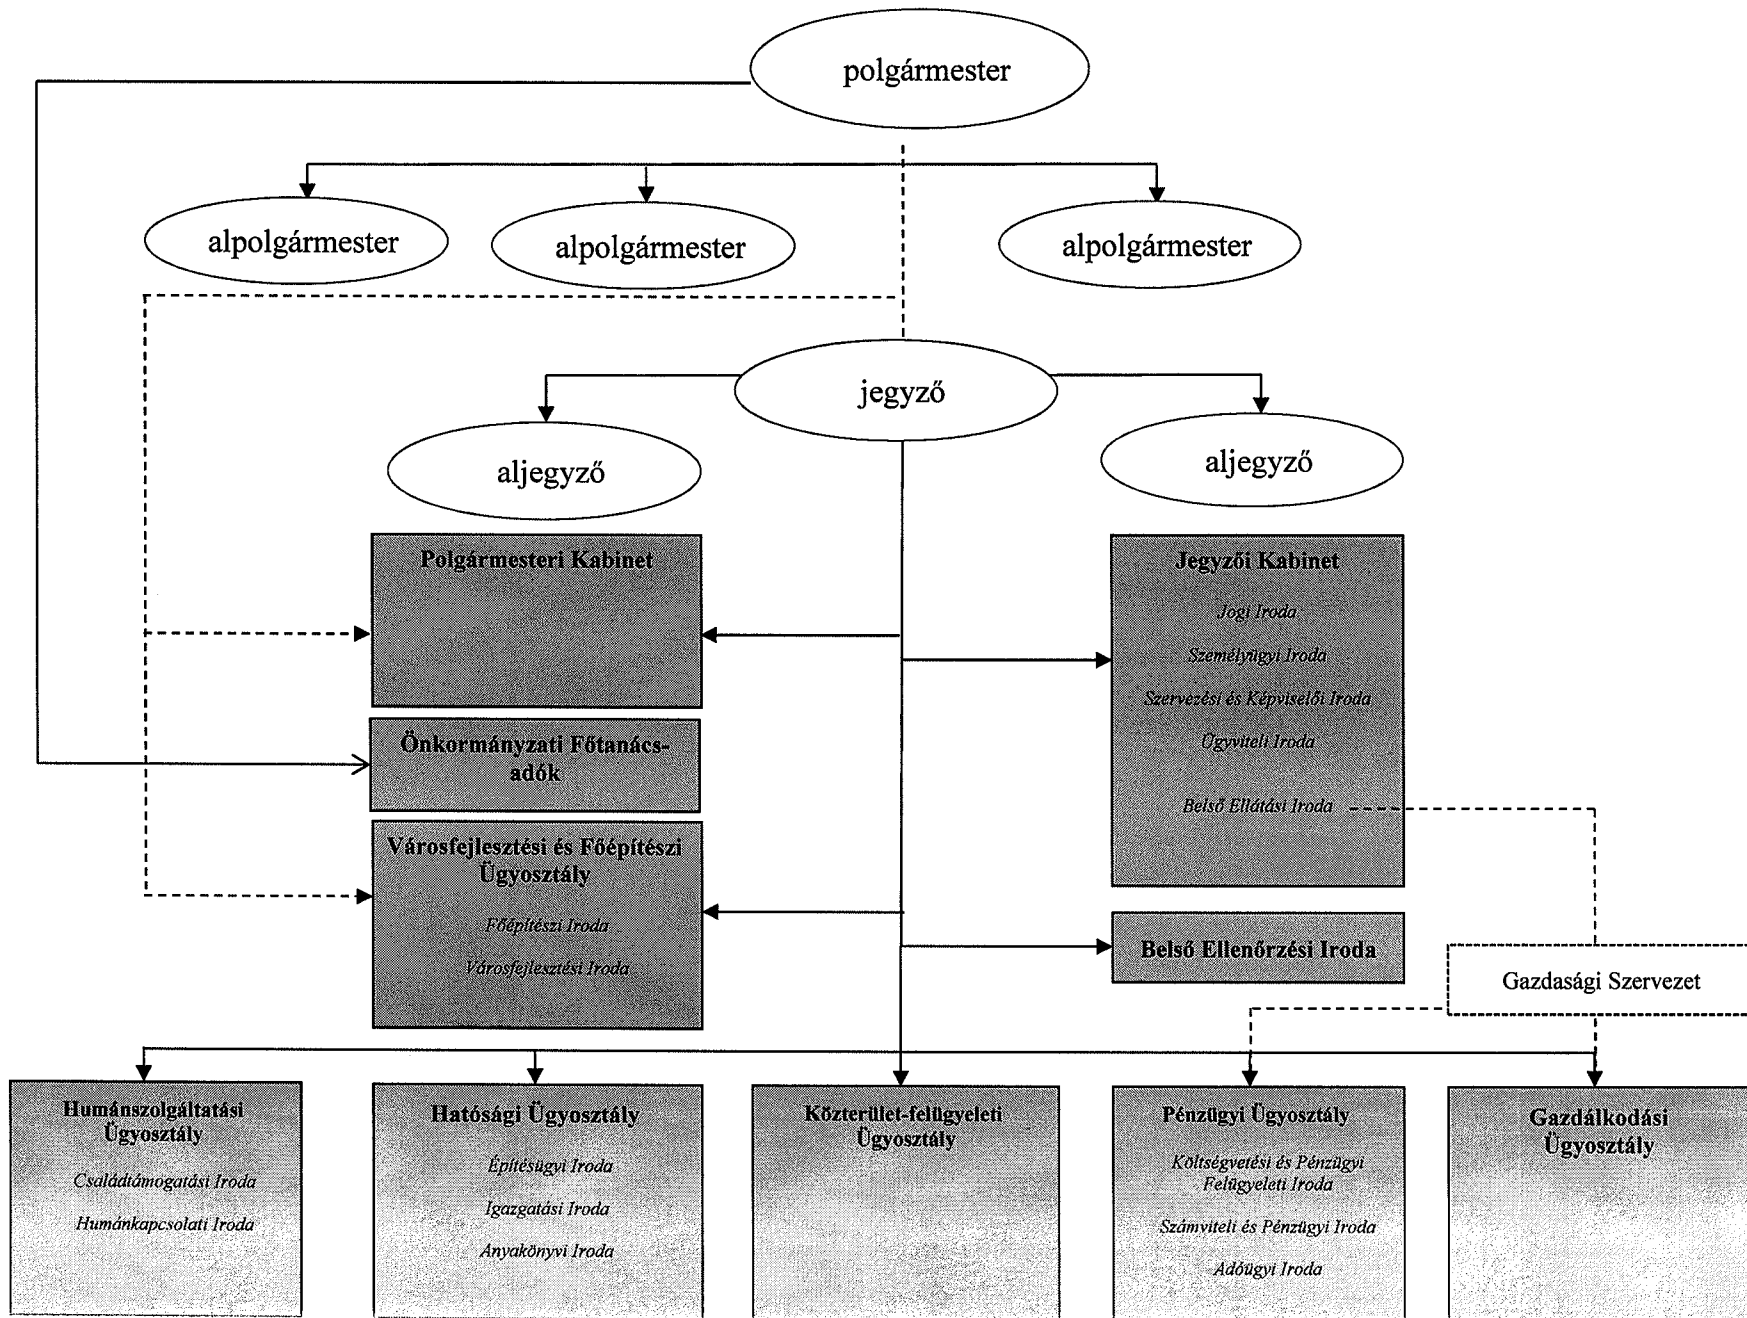 polgármester
alpolgármester
alpolgármester
alpolgármester
jegyző
aljegyző
aljegyző
Polgármesteri Kabinet
Önkormányzati Főtanács-
adók
Városfejlesztési és Főépítészi
Ügyosztály
Főépítészi Iroda
Városfejlesztési Iroda
Jegyzői Kabinet
Jogi Iroda
Személyügyi Iroda
Szervezési és Képviselői Iroda
Ügyviteli Iroda
Belső Ellátási Iroda
Belső Ellenőrzési Iroda
Gazdasági Szervezet
Humánszolgáltatási
Ügyosztály
Családtámogatási Iroda
Humánkapcsolati Iroda
Hatósági Ügyosztály
Építésügyi Iroda
Igazgatási Iroda
Anyakönyvi Iroda
Közterület-felügyeleti
Ügyosztály
Pénzügyi Ügyosztály
Költségvetési és Pénzügyi
Felügyeleti Iroda
Számviteli és Pénzügyi Iroda
Adóügyi Iroda
Gazdálkodási
Ügyosztály